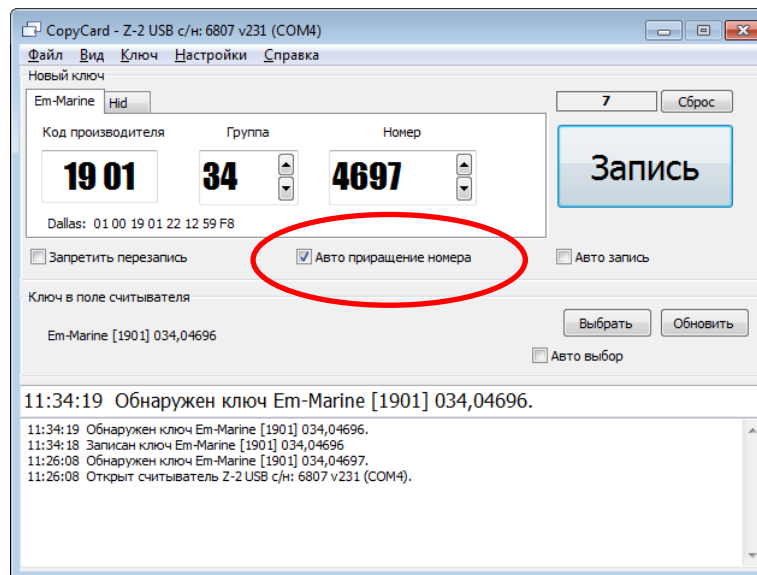 CopyCard - Z-2 USB с/н: 6807 v231 (COM4)
Файл Вид Ключ Настройки Справка
Новый ключ
Em-Marine Hid
7 Сброс
Код производителя Группа Номер
19 01 34 4697
Запись
Dallas: 01 00 19 01 22 12 59 F8
Запретить перезапись Авто приращение номера Авто запись
Ключ в поле считывателя
Em-Marine [1901] 034,04696
Выбрать Обновить
Авто выбор
11:34:19 Обнаружен ключ Em-Marine [1901] 034,04696.
11:34:19 Обнаружен ключ Em-Marine [1901] 034,04696.
11:34:18 Записан ключ Em-Marine [1901] 034,04696
11:26:08 Обнаружен ключ Em-Marine [1901] 034,04697.
11:26:08 Открыт считыватель Z-2 USB с/н: 6807 v231 (COM4).